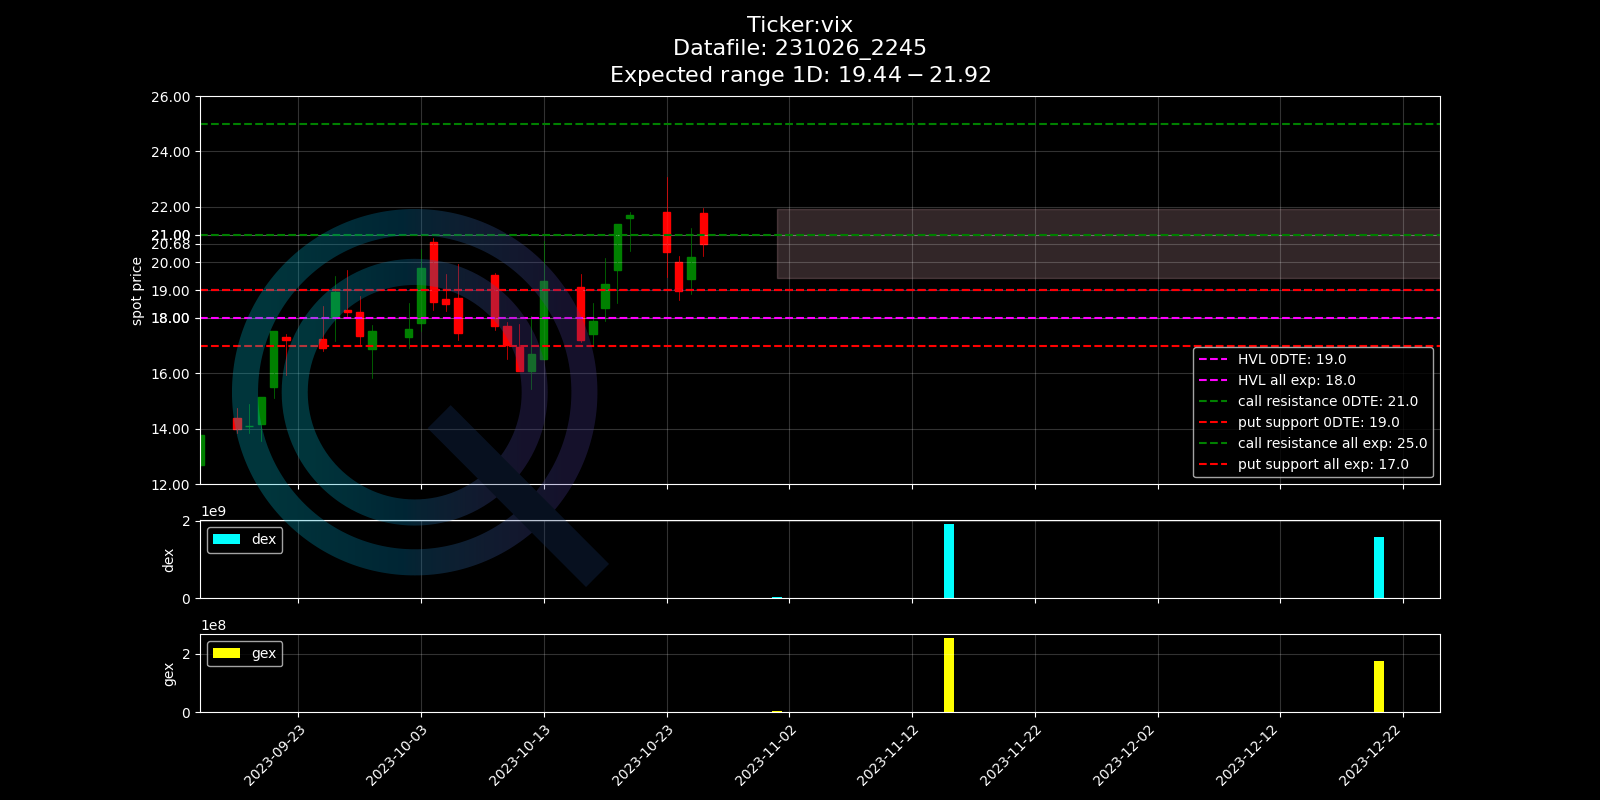 Ticker:vix
Datafile: 231026_2245
Expected range 1D: 19.44 − 21.92
26.00
24.00
22.00
21.00
20.68
20.00
19.00
18.00
16.00
14.00
12.00
spot price
HVL 0DTE: 19.0
HVL all exp: 18.0
call resistance 0DTE: 21.0
put support 0DTE: 19.0
call resistance all exp: 25.0
put support all exp: 17.0
1e9
2
0
dex
dex
1e8
2
0
gex
gex
2023-09-23
2023-10-03
2023-10-13
2023-10-23
2023-11-02
2023-11-12
2023-11-22
2023-12-02
2023-12-12
2023-12-22